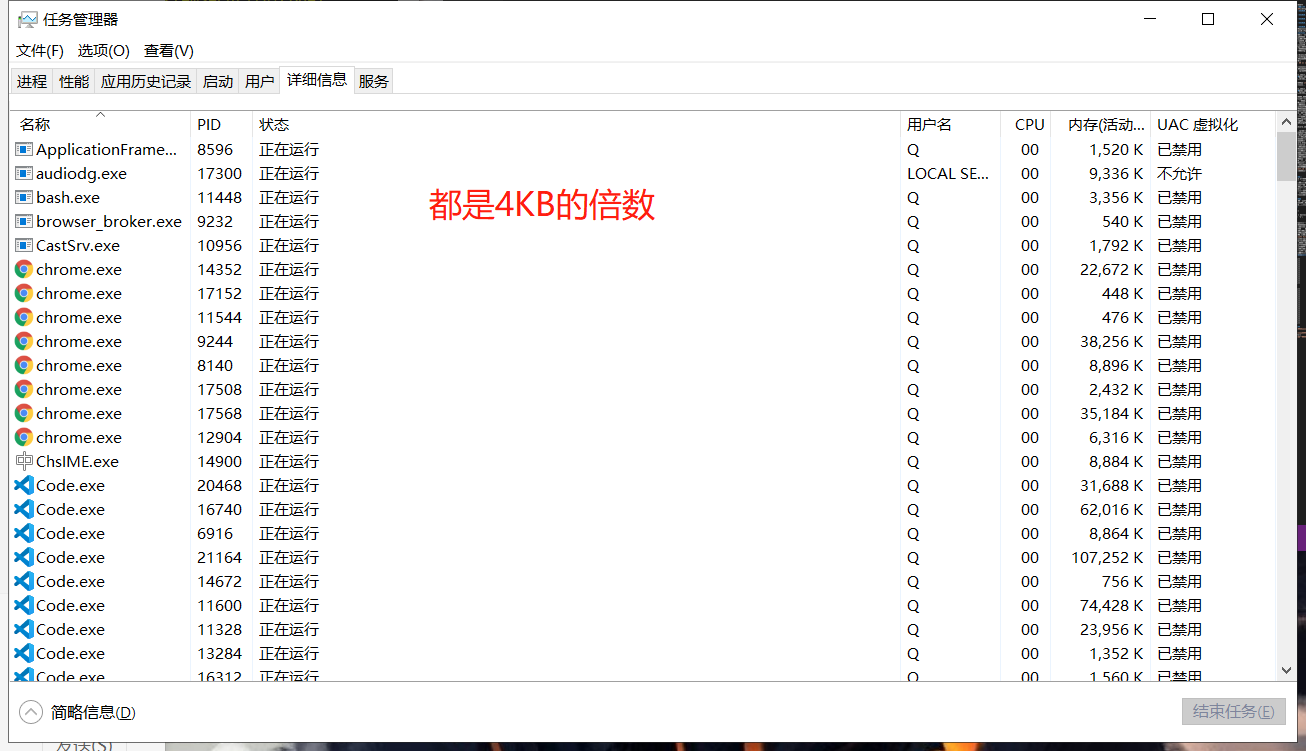 任务管理器
文件(F) 选项(O) 查看(V)
进程 性能 应用历史记录 启动 用户 详细信息 服务
名称 PID 状态 用户名 CPU 内存(活动... UAC 虚拟化
ApplicationFrame... 8596 正在运行 Q 00 1,520 K 已禁用
audiodg.exe 17300 正在运行 LOCAL SE... 00 9,336 K 不允许
bash.exe 11448 正在运行 Q 00 3,356 K 已禁用
都是4KB的倍数
browser_broker.exe 9232 正在运行 Q 00 540 K 已禁用
CastSrv.exe 10956 正在运行 Q 00 1,792 K 已禁用
chrome.exe 14352 正在运行 Q 00 22,672 K 已禁用
chrome.exe 17152 正在运行 Q 00 448 K 已禁用
chrome.exe 11544 正在运行 Q 00 476 K 已禁用
chrome.exe 9244 正在运行 Q 00 38,256 K 已禁用
chrome.exe 8140 正在运行 Q 00 8,896 K 已禁用
chrome.exe 17508 正在运行 Q 00 2,432 K 已禁用
chrome.exe 17568 正在运行 Q 00 35,184 K 已禁用
chrome.exe 12904 正在运行 Q 00 6,316 K 已禁用
ChsIME.exe 14900 正在运行 Q 00 8,884 K 已禁用
Code.exe 20468 正在运行 Q 00 31,688 K 已禁用
Code.exe 16740 正在运行 Q 00 62,016 K 已禁用
Code.exe 6916 正在运行 Q 00 8,864 K 已禁用
Code.exe 21164 正在运行 Q 00 107,252 K 已禁用
Code.exe 14672 正在运行 Q 00 756 K 已禁用
Code.exe 11600 正在运行 Q 00 74,428 K 已禁用
Code.exe 11328 正在运行 Q 00 23,956 K 已禁用
Code.exe 13284 正在运行 Q 00 1,352 K 已禁用
Code.exe 16312 正在运行 Q 00 1,560 K 已禁用
简略信息(D) 结束任务(E)
发送(S)